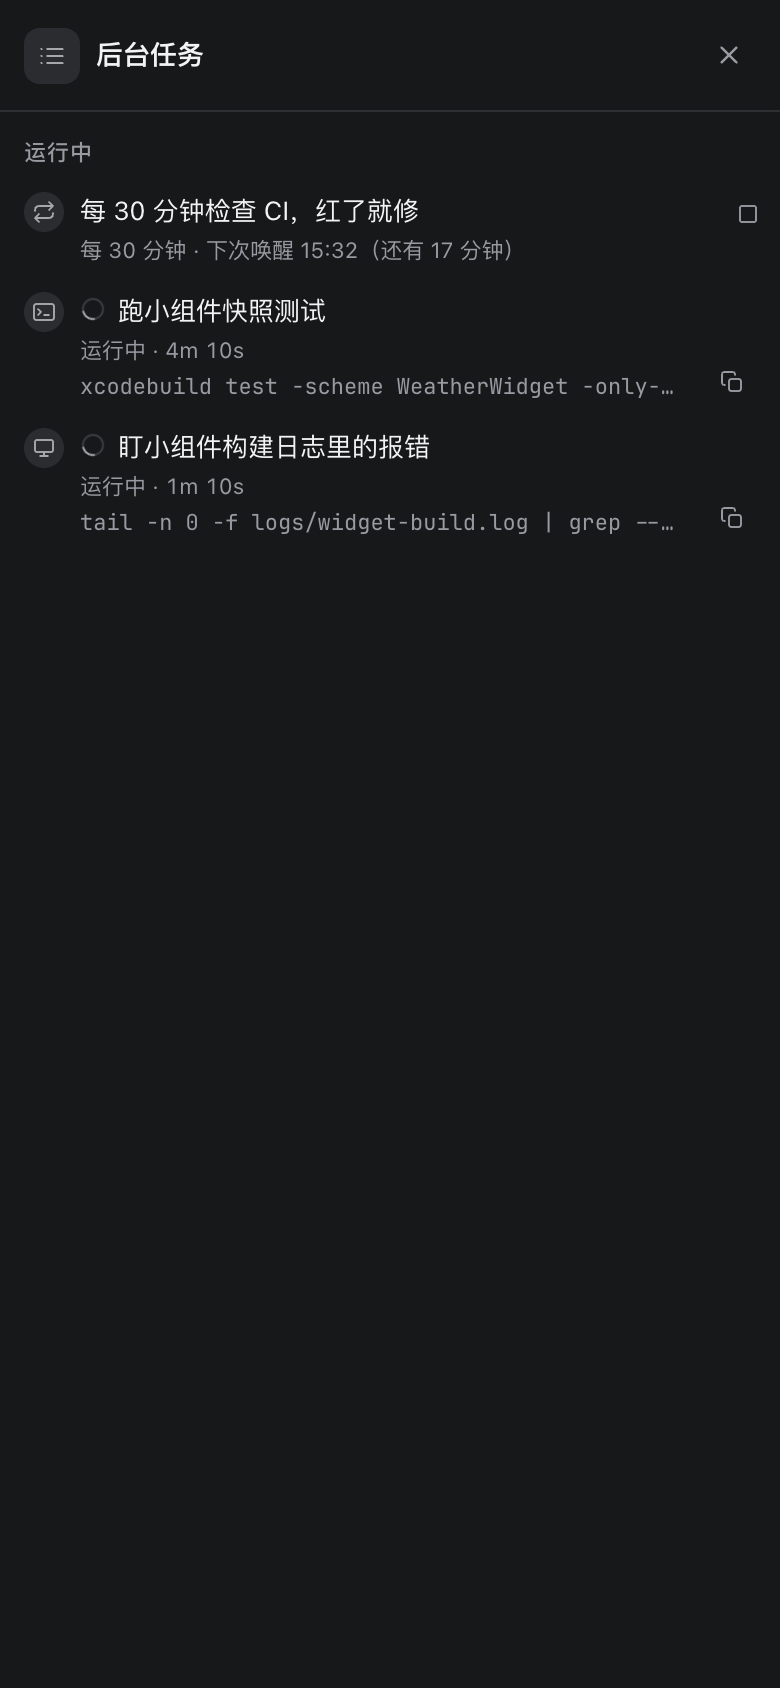 后台任务
运行中
每 30 分钟检查 CI，红了就修
每 30 分钟 · 下次唤醒 15:32（还有 17 分钟）
跑小组件快照测试
运行中 · 4m 10s
xcodebuild test -scheme WeatherWidget -only-…
盯小组件构建日志里的报错
运行中 · 1m 10s
tail -n 0 -f logs/widget-build.log | grep --…